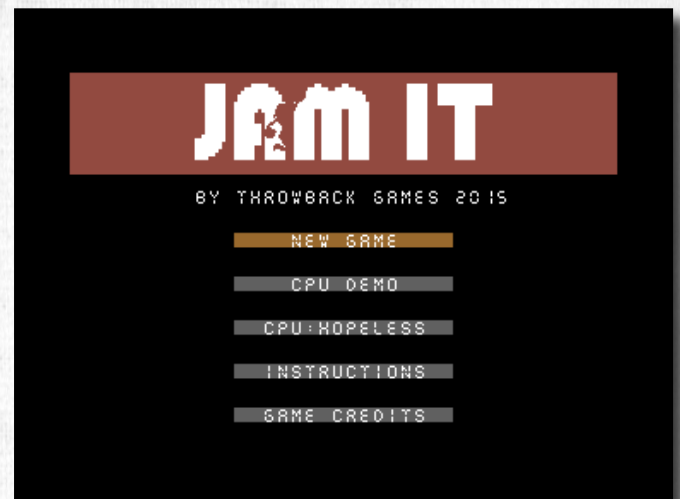 JAM IT
BY THROWBACK GAMES 2015
NEW GAME
CPU DEMO
CPU:HOPELESS
INSTRUCTIONS
GAME CREDITS